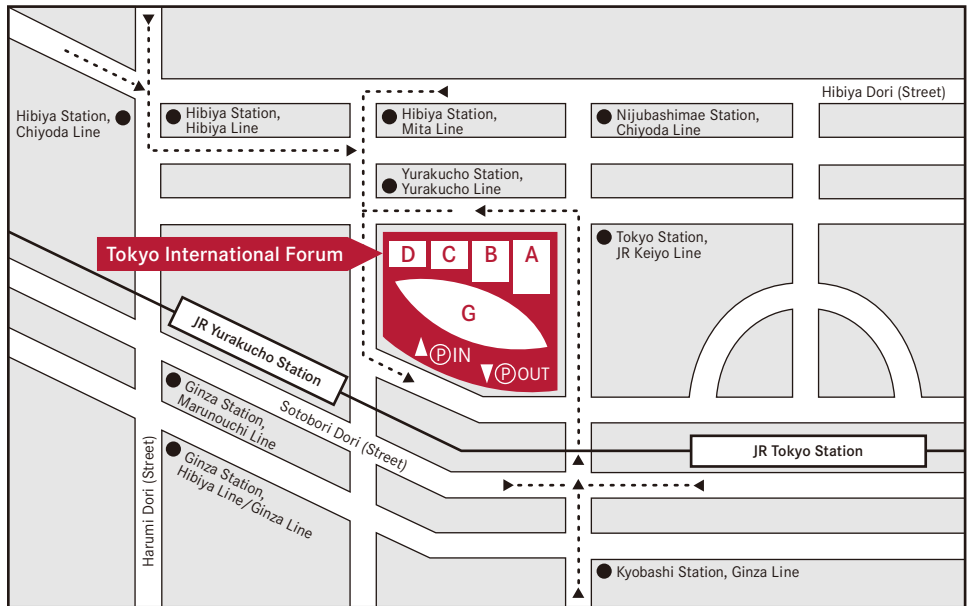 Hibiya Dori (Street)
Hibiya Station,
Chiyoda Line
Hibiya Station,
Hibiya Line
Hibiya Station,
Mita Line
Nijubashimae Station,
Chiyoda Line
Yurakucho Station,
Yurakucho Line
Tokyo International Forum
D C B A
G
Ⓟ IN
Ⓟ OUT
Tokyo Station,
JR Keiyo Line
JR Yurakucho Station
Ginza Station,
Marunouchi Line
Sotobori Dori (Street)
JR Tokyo Station
Harumi Dori (Street)
Ginza Station,
Hibiya Line/Ginza Line
Kyobashi Station, Ginza Line